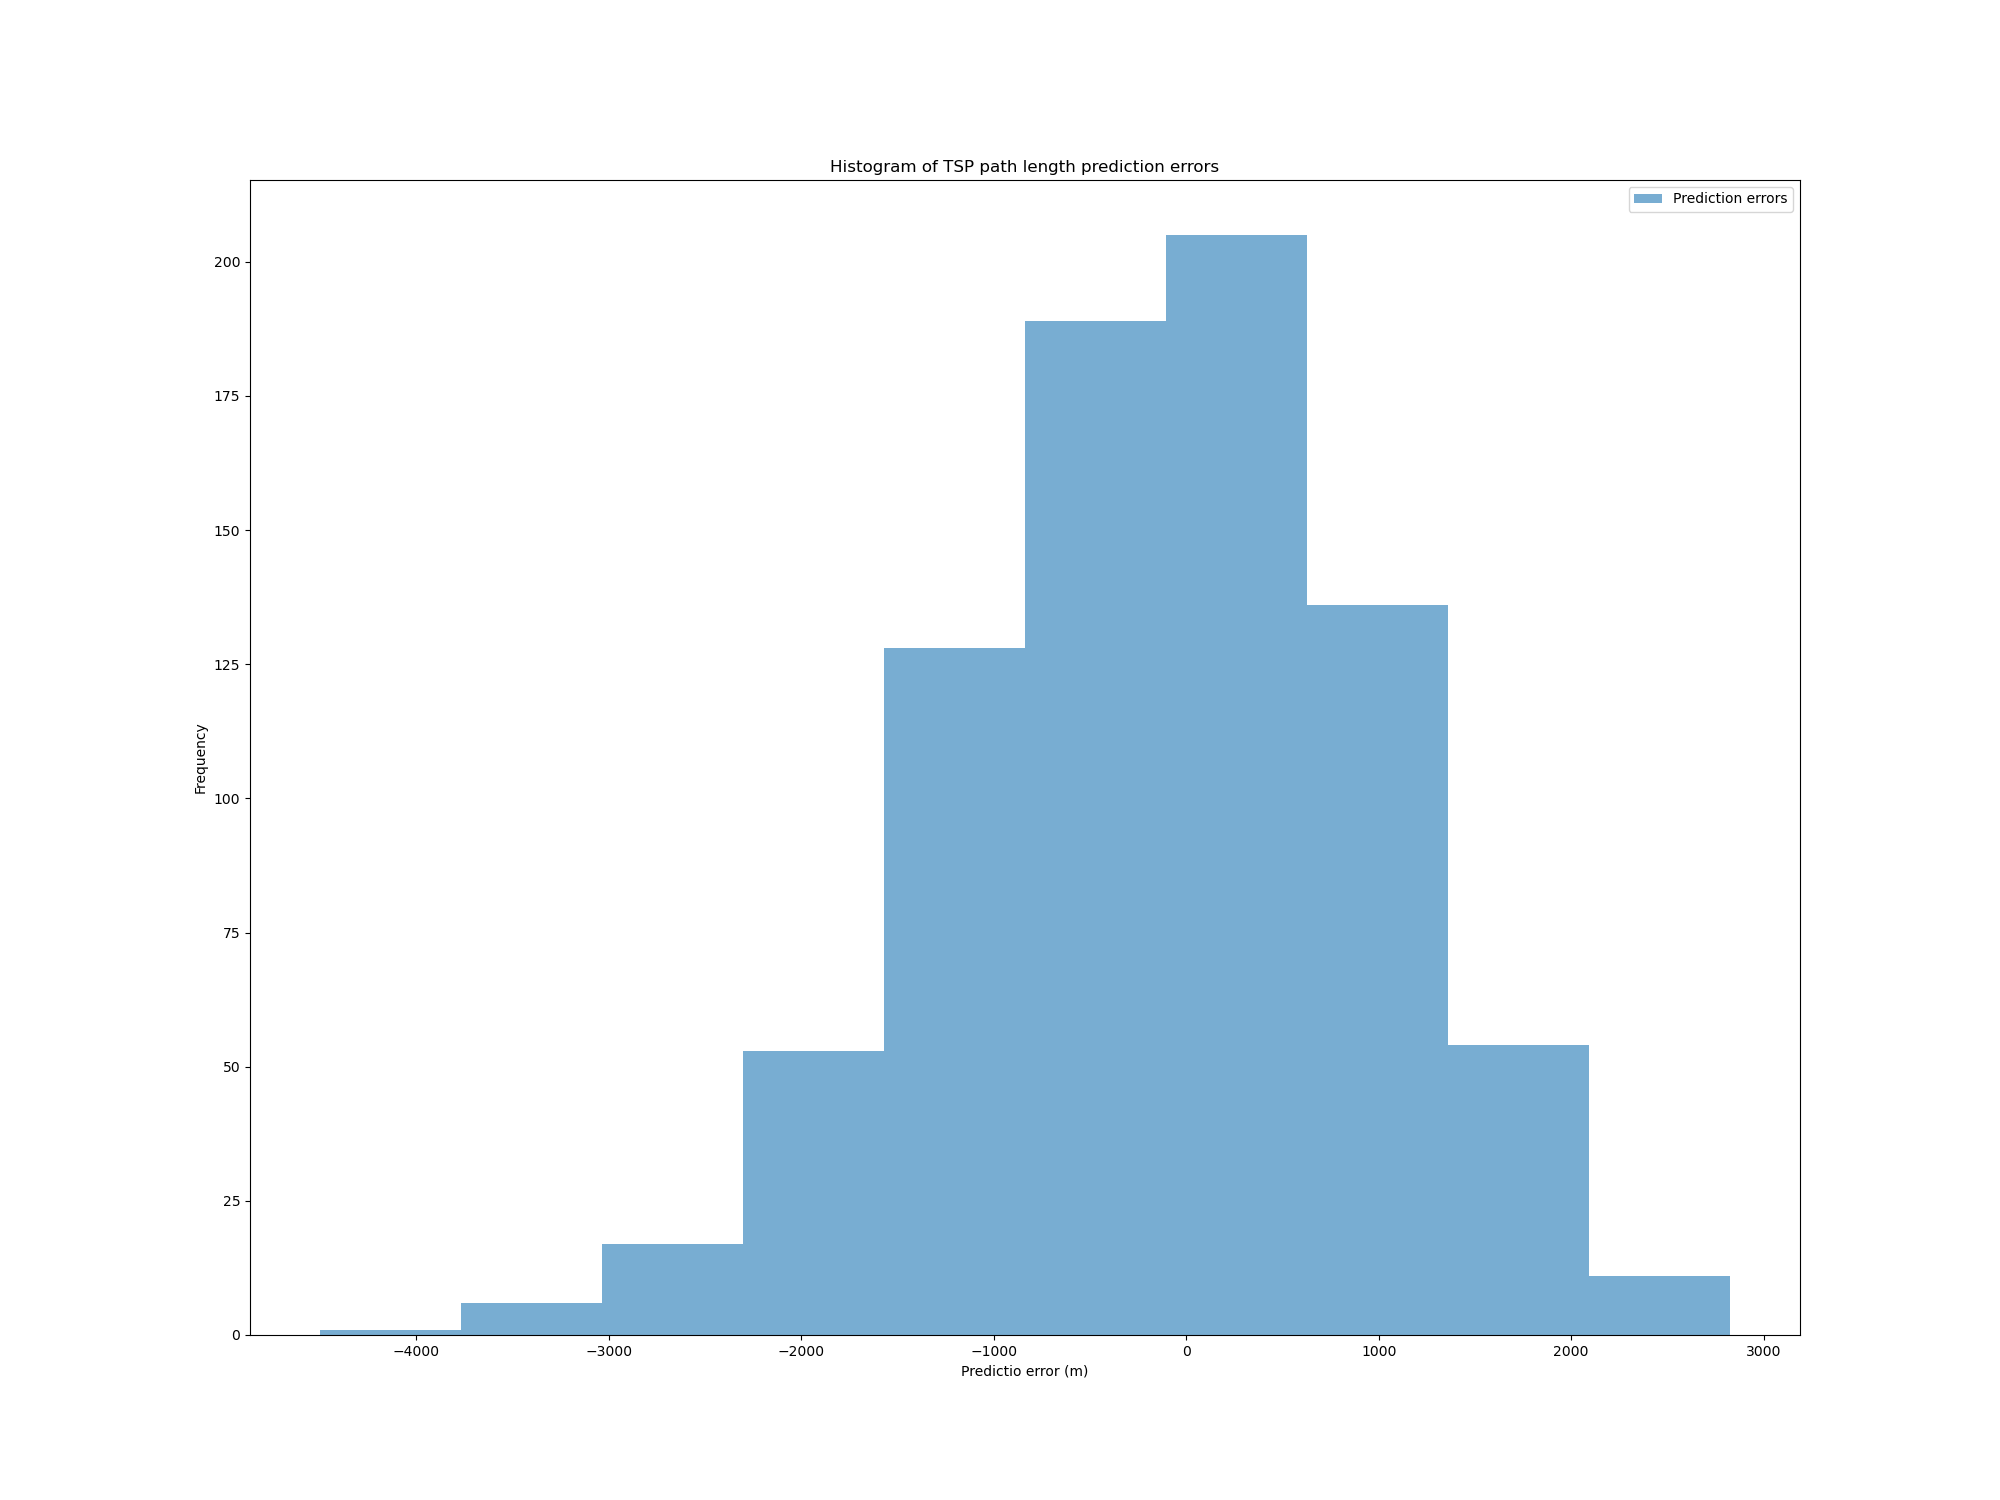 Histogram of TSP path length prediction errors
Prediction errors
200
175
150
125
100
75
50
25
0
Frequency
−4000 −3000 −2000 −1000 0 1000 2000 3000
Predictio error (m)